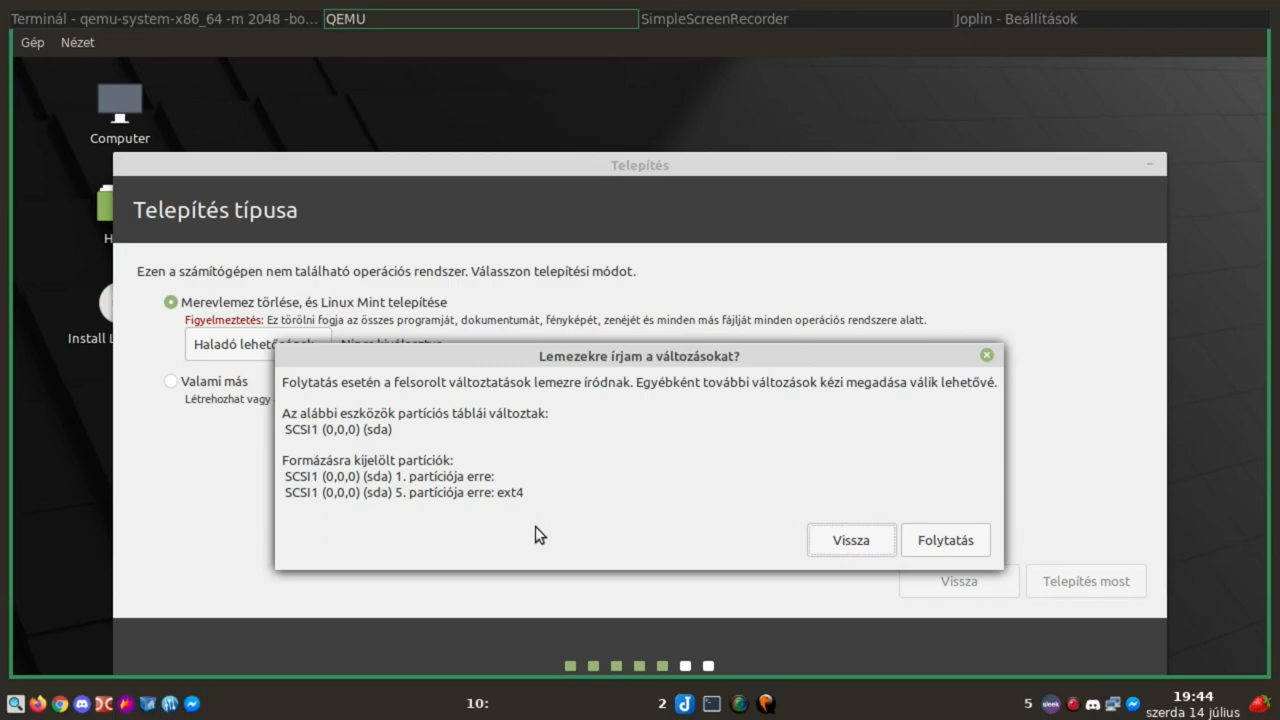 Terminál - qemu-system-x86_64 -m 2048 -bo...
QEMU
SimpleScreenRecorder
Joplin - Beállítások
Gép
Nézet
Computer
H
Install L
Telepítés
Telepítés típusa
Ezen a számítógépen nem található operációs rendszer. Válasszon telepítési módot.
Merevlemez törlése, és Linux Mint telepítése
Figyelmeztetés: Ez törölni fogja az összes programját, dokumentumát, fényképét, zenéjét és minden más fájlját minden operációs rendszere alatt.
Haladó lehet
Valami más
Létrehozhat vagy
Lemezekre írjam a változásokat?
Folytatás esetén a felsorolt változtatások lemezre íródnak. Egyébként további változások kézi megadása válik lehetővé.
Az alábbi eszközök partíciós táblái változtak:
SCSI1 (0,0,0) (sda)
Formázásra kijelölt partíciók:
SCSI1 (0,0,0) (sda) 1. partíciója erre:
SCSI1 (0,0,0) (sda) 5. partíciója erre: ext4
Vissza
Folytatás
Vissza
Telepítés most
10:
2
5
sleek
19:44
szerda 14 július